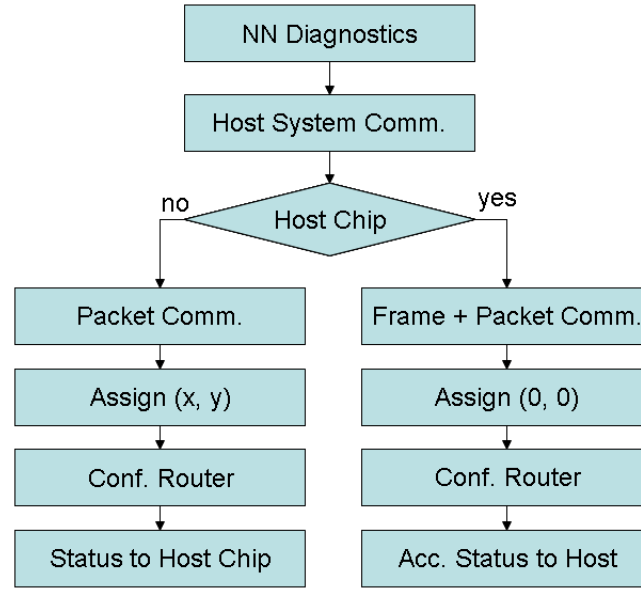 NN Diagnostics
Host System Comm.
Host Chip
no
yes
Packet Comm.
Frame + Packet Comm.
Assign (x, y)
Assign (0, 0)
Conf. Router
Conf. Router
Status to Host Chip
Acc. Status to Host